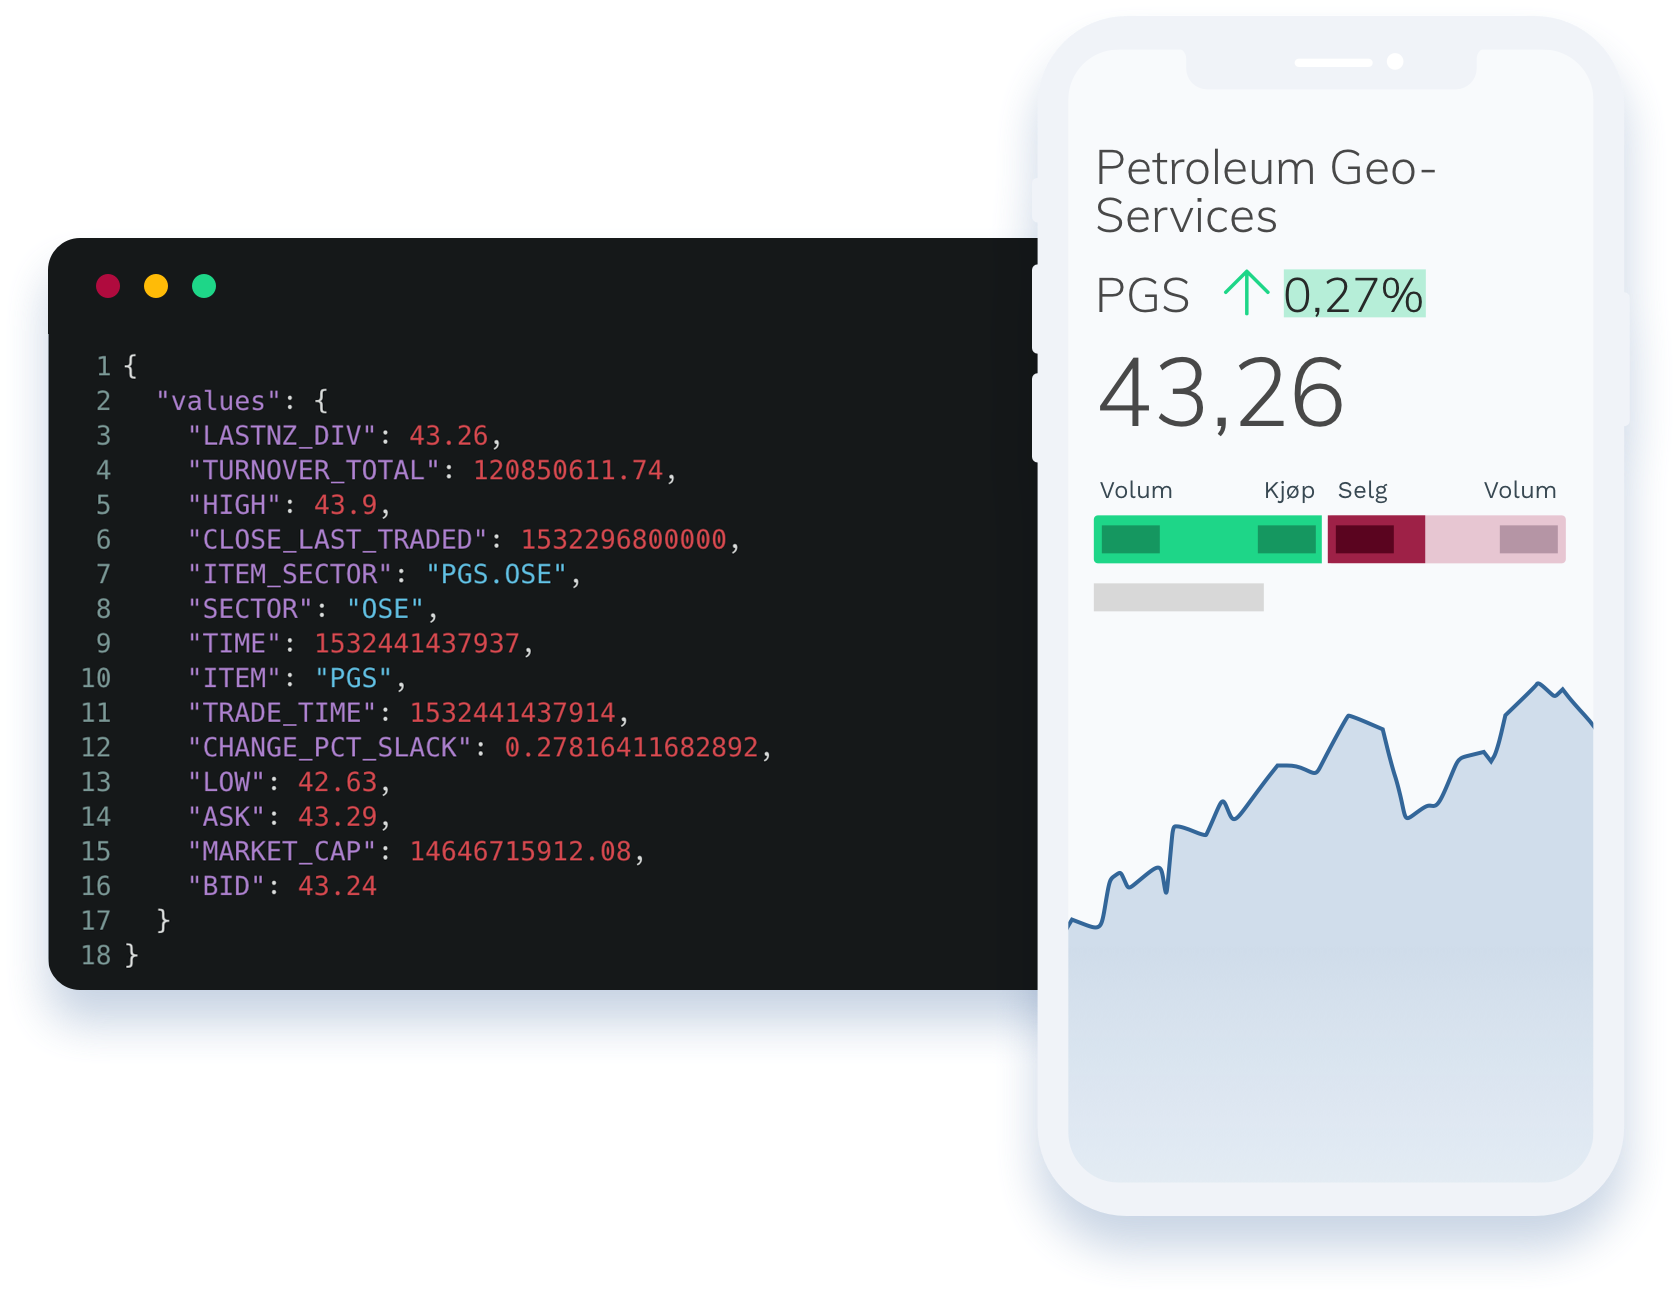 1 {
2 "values": {
3 "LASTNZ_DIV": 43.26,
4 "TURNOVER_TOTAL": 120850611.74,
5 "HIGH": 43.9,
6 "CLOSE_LAST_TRADED": 1532296800000,
7 "ITEM_SECTOR": "PGS.OSE",
8 "SECTOR": "OSE",
9 "TIME": 1532441437937,
10 "ITEM": "PGS",
11 "TRADE_TIME": 1532441437914,
12 "CHANGE_PCT_SLACK": 0.27816411682892,
13 "LOW": 42.63,
14 "ASK": 43.29,
15 "MARKET_CAP": 14646715912.08,
16 "BID": 43.24
17 }
18 }
Petroleum Geo-
Services
PGS ↑ 0,27%
43,26
Volum Kjøp Selg Volum